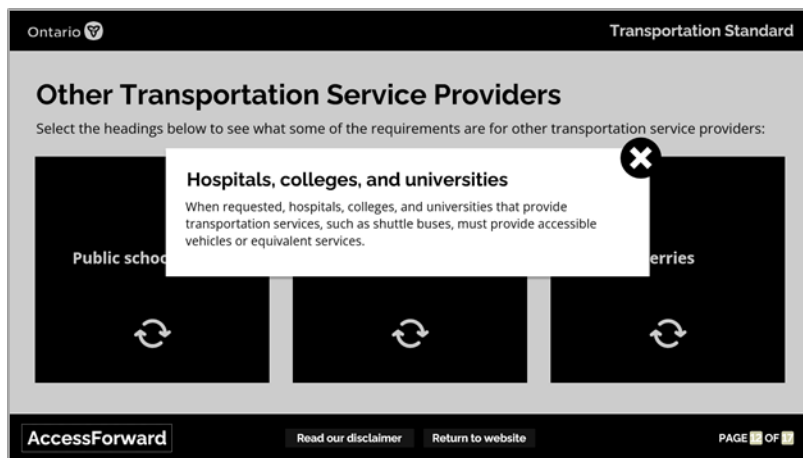 Ontario
Transportation Standard
Other Transportation Service Providers
Select the headings below to see what some of the requirements are for other transportation service providers:
Hospitals, colleges, and universities
When requested, hospitals, colleges, and universities that provide
transportation services, such as shuttle buses, must provide accessible
vehicles or equivalent services.
Public
AccessForward
Read our disclaimer
Return to website
PAGE 12 OF 17